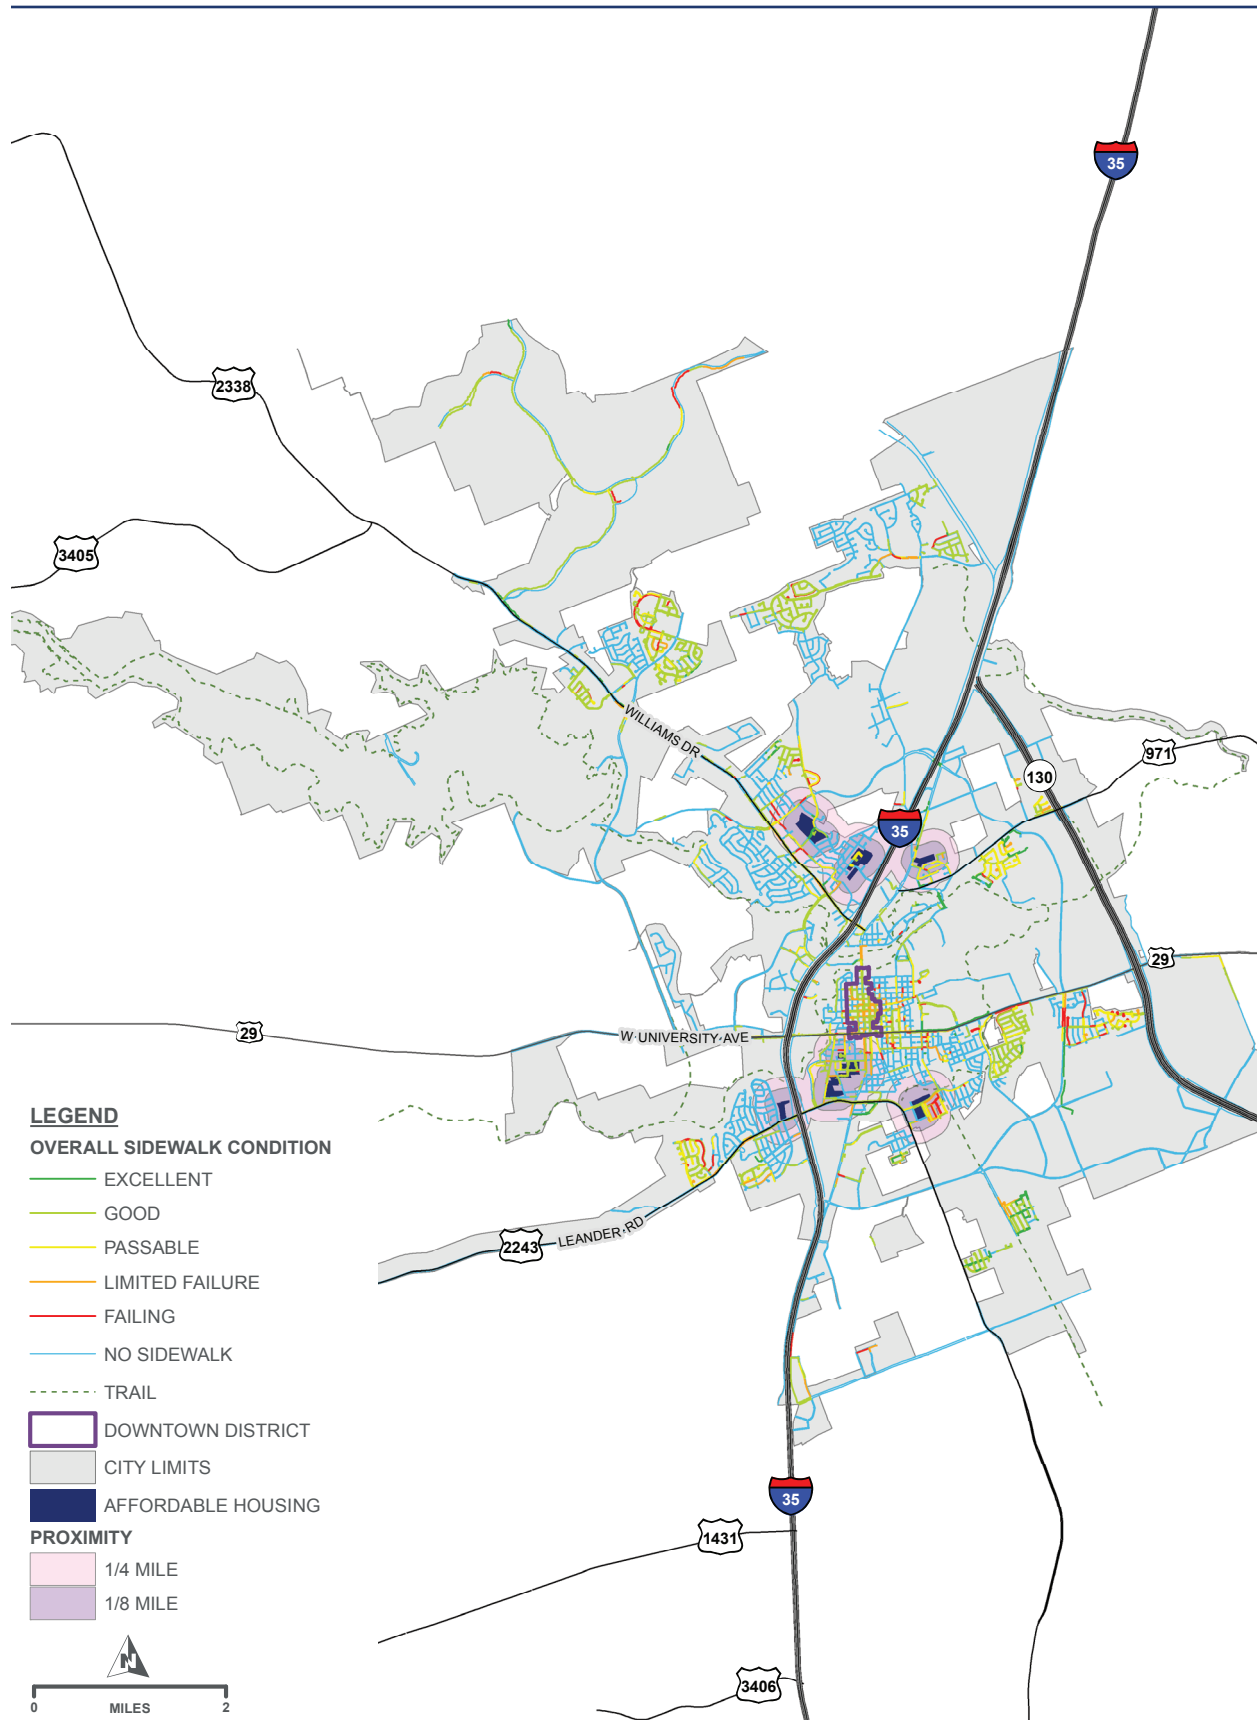 35
2338
3405
WILLIAMS DR
971
130
35
29
29
W UNIVERSITY AVE
LEGEND
OVERALL SIDEWALK CONDITION
EXCELLENT
GOOD
PASSABLE
2243
LEANDER RD
LIMITED FAILURE
FAILING
NO SIDEWALK
TRAIL
DOWNTOWN DISTRICT
CITY LIMITS
AFFORDABLE HOUSING
35
PROXIMITY
1431
1/4 MILE
1/8 MILE
N
3406
0 MILES 2